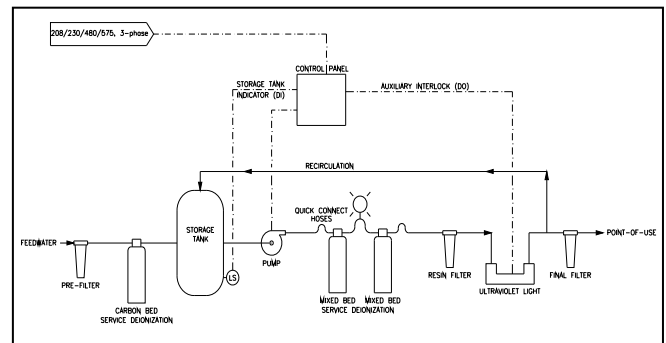 208/230/480/575, 3-phase
CONTROL PANEL
STORAGE TANK
INDICATOR (DI)
AUXILIARY INTERLOCK (DO)
RECIRCULATION
QUICK CONNECT
HOSES
FEEDWATER
STORAGE
TANK
POINT-OF-USE
LS
PUMP
PRE-FILTER
RESIN FILTER
FINAL FILTER
ULTRAVIOLET LIGHT
CARBON BED
SERVICE DEIONIZATION
MIXED BED
MIXED BED
SERVICE DEIONIZATION